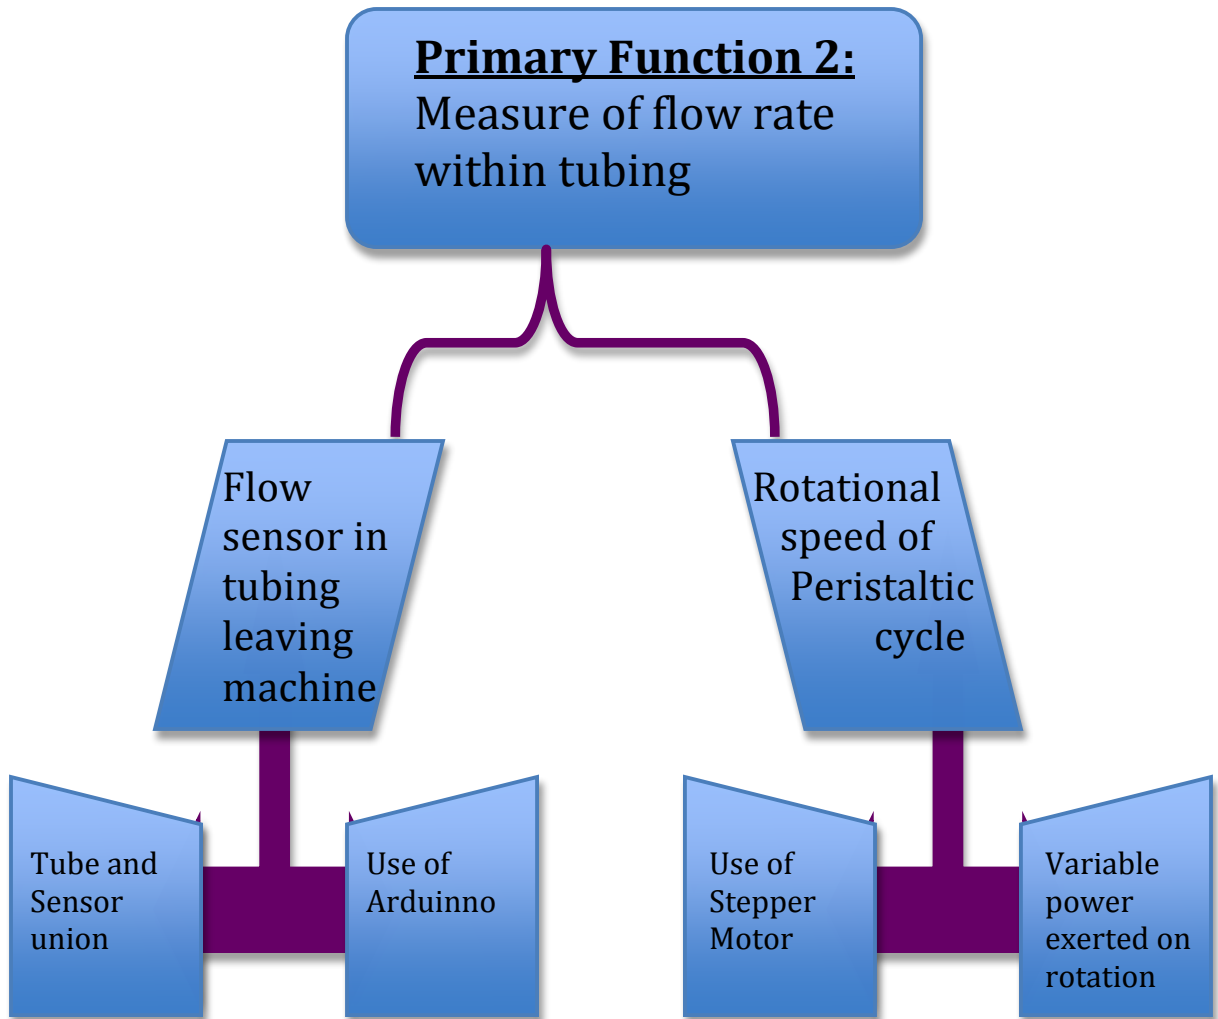 Primary Function 2:
Measure of flow rate
within tubing
Flow
sensor in
tubing
leaving
machine
Rotational
speed of
Peristaltic
cycle
Tube and
Sensor
union
Use of
Arduinno
Use of
Stepper
Motor
Variable
power
exerted on
rotation